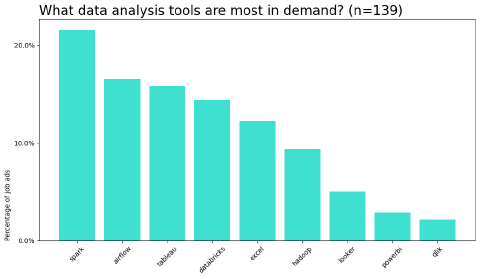 What data analysis tools are most in demand? (n=139)
20.0%
10.0%
0.0%
Percentage of job ads
spark
airflow
tableau
databricks
excel
hadoop
looker
powerbi
qlik